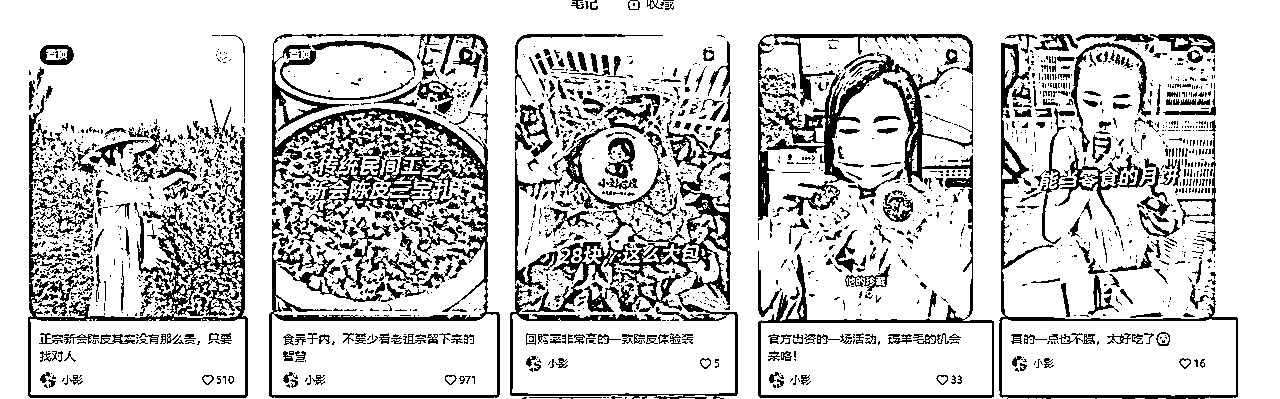 笔记 收藏
置顶
置顶
传统民间工艺
新会陈皮三宝扎
28块,这么大包
他的珍藏
能当零食的月饼
正宗新会陈皮其实没有那么贵,只要
找对人
小影 510
食养于内,不要少看老祖宗留下来的
智慧
小影 971
回购率非常高的一款陈皮体验装
小影 5
官方出资的一场活动,薅羊毛的机会
来咯!
小影 33
真的一点也不腻,太好吃了
小影 16